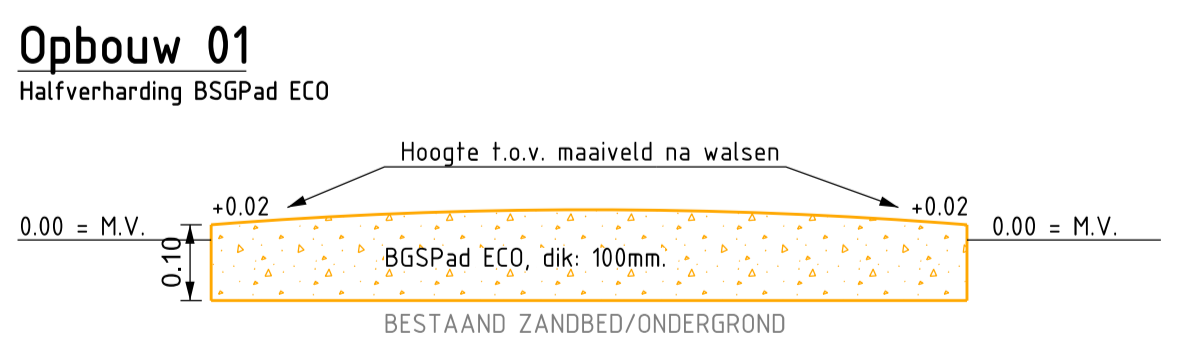 Opbouw 01
Halfverharding BSGPad ECO
Hoogte t.o.v. maaiveld na walsen
+0.02
+0.02
0.00 = M.V.
0.00 = M.V.
0.10
BGSPad ECO, dik: 100mm.
BESTAAND ZANDBED/ONDERGROND